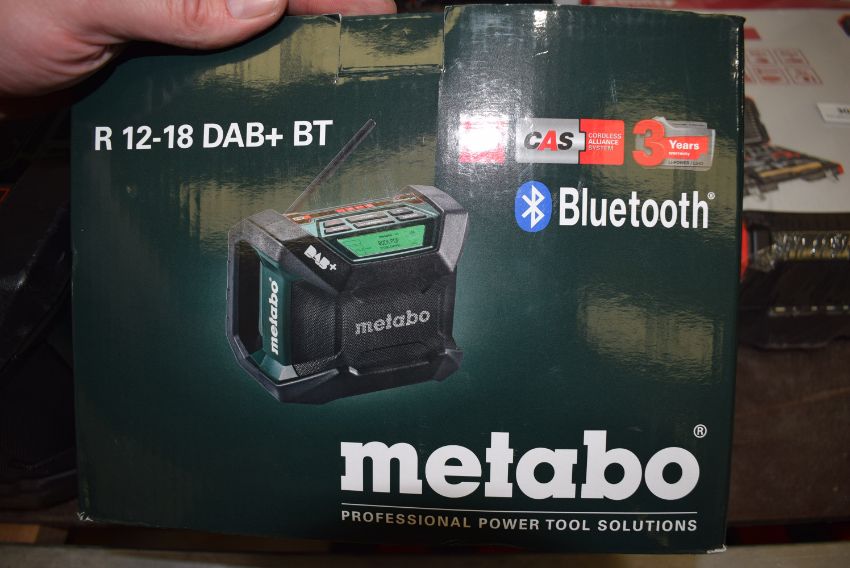 R 12-18 DAB+ BT
CAS
CORDLESS
ALLIANCE
SYSTEM
3 Years
warranty
Bluetooth®
DAB+
metabo
metabo
metabo®
PROFESSIONAL POWER TOOL SOLUTIONS